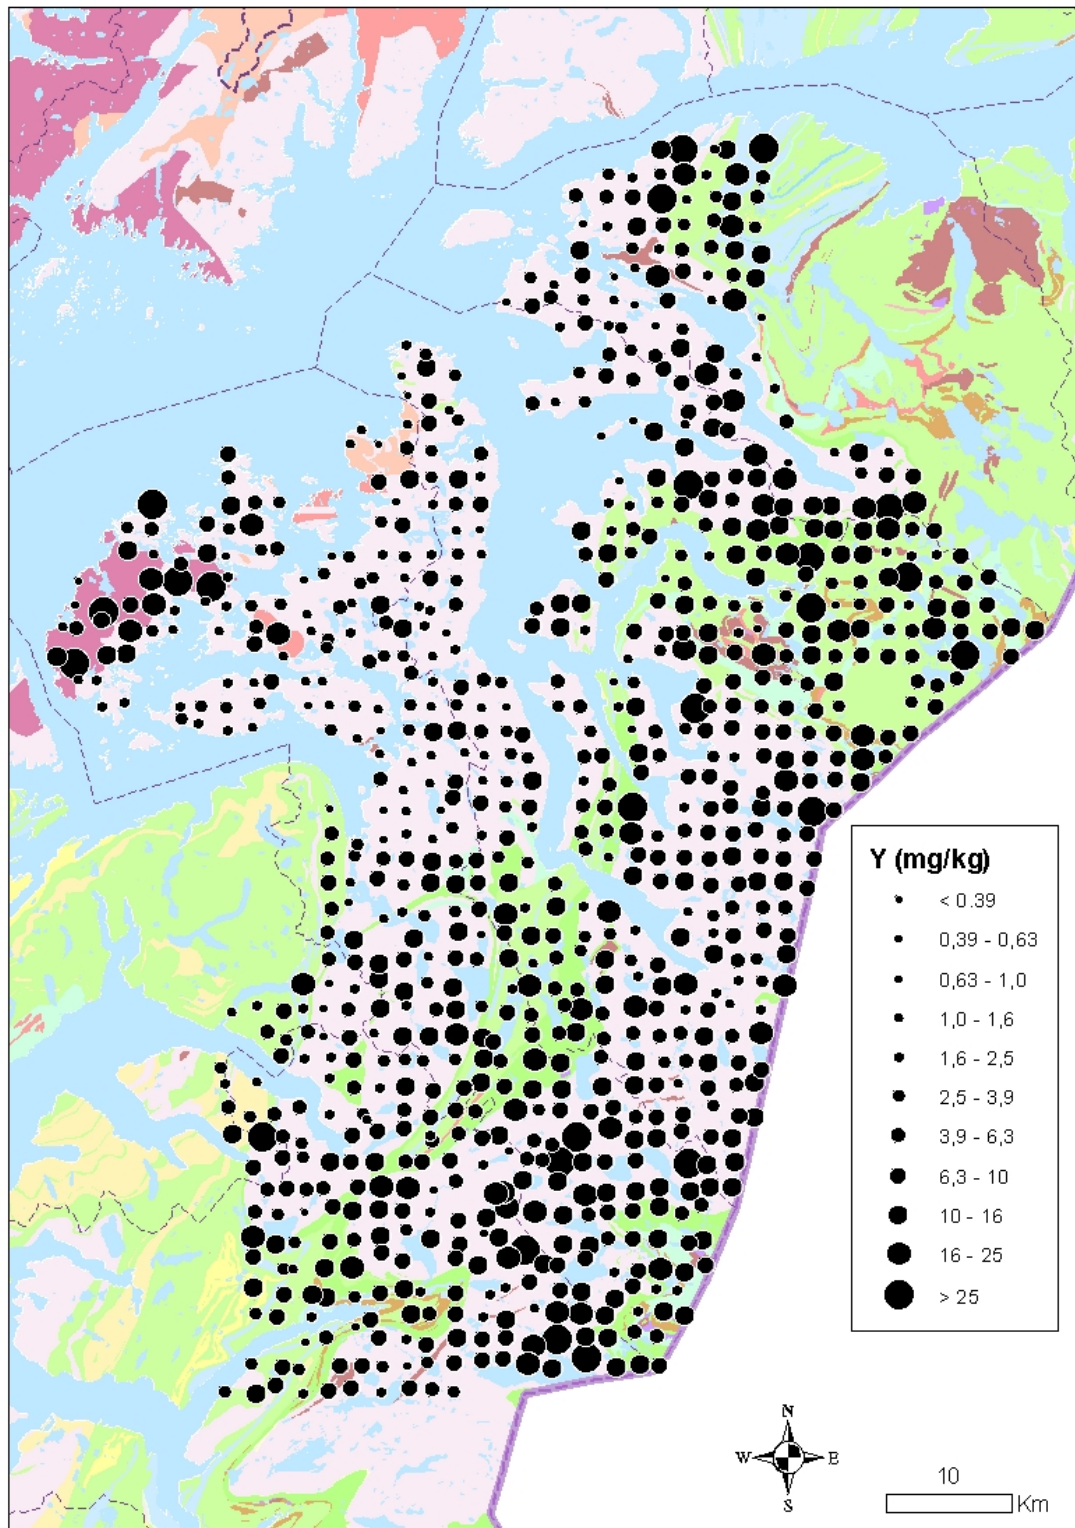 Y (mg/kg)
< 0.39
0,39 - 0,63
0,63 - 1,0
1,0 - 1,6
1,6 - 2,5
2,5 - 3,9
3,9 - 6,3
6,3 - 10
10 - 16
16 - 25
> 25
N
W E
S
10
Km